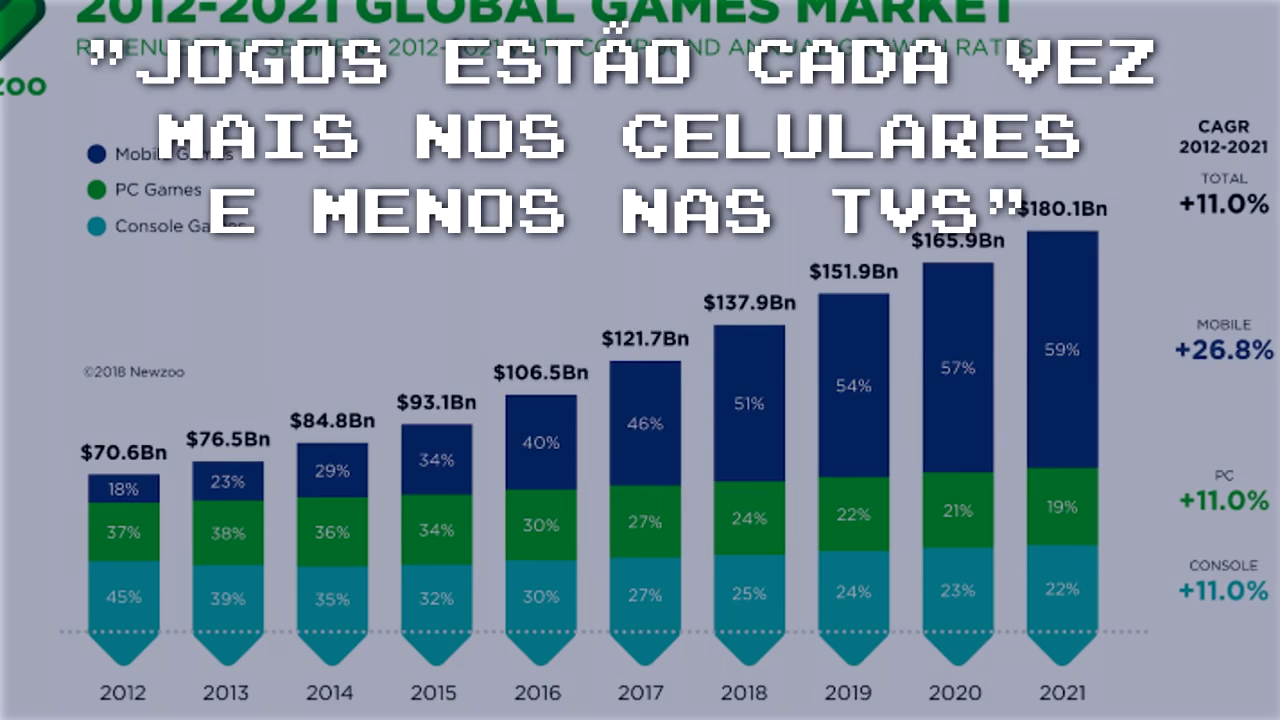 2012-2021 GLOBAL GAMES MARKET
"JOGOS ESTÃO CADA VEZ
MAIS NOS CELULARES
E MENOS NAS TVS"
zoo
Mobile Games
PC Games
Console Games
©2018 Newzoo
CAGR
2012-2021
TOTAL
+11.0%
MOBILE
+26.8%
PC
+11.0%
CONSOLE
+11.0%
$70.6Bn
$76.5Bn
$84.8Bn
$93.1Bn
$106.5Bn
$121.7Bn
$137.9Bn
$151.9Bn
$165.9Bn
$180.1Bn
18% 23% 29% 34% 40% 46% 51% 54% 57% 59%
37% 38% 36% 34% 30% 27% 24% 22% 21% 19%
45% 39% 35% 32% 30% 27% 25% 24% 23% 22%
2012 2013 2014 2015 2016 2017 2018 2019 2020 2021